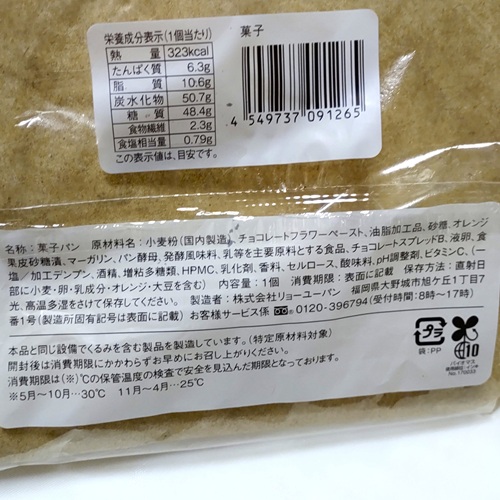 栄養成分表示(1個当たり)
熱量 323kcal
たんぱく質 6.3g
脂質 10.6g
炭水化物 50.7g
糖質 48.4g
食物繊維 2.3g
食塩相当量 0.79g
この表示値は、目安です。
菓子
4 549737 091265
名称:菓子パン 原材料名:小麦粉(国内製造)、チョコレートフラワーペースト、油脂加工品、砂糖、オレンジ
果皮砂糖漬、マーガリン、パン酵母、発酵風味料、乳等を主要原料とする食品、チョコレートスプレッドB、液卵、食
塩/加工デンプン、酒精、増粘多糖類、HPMC、乳化剤、香料、セルロース、酸味料、pH調整剤、ビタミンC、(一
部に小麦・卵・乳成分・オレンジ・大豆を含む) 内容量:1個 消費期限:表面に記載 保存方法:直射日
光、高温多湿をさけて保存してください。 製造者:株式会社リョーユーパン 福岡県大野城市旭ケ丘1丁目7
番1号(製造所固有記号は表面に記載) お客様サービス係 0120-396794(受付時間:8時〜17時)
本品と同じ設備でくるみを含む製品を製造しています。(特定原材料対象)
開封後は消費期限にかかわらずお早めにお召し上がりください。
消費期限は(※)℃の保管温度の検査で安全を見込んだ期限となっております。
※5月〜10月…30℃ 11月〜4月…25℃
プラ
袋:PP
10
バイオマス
No.170033